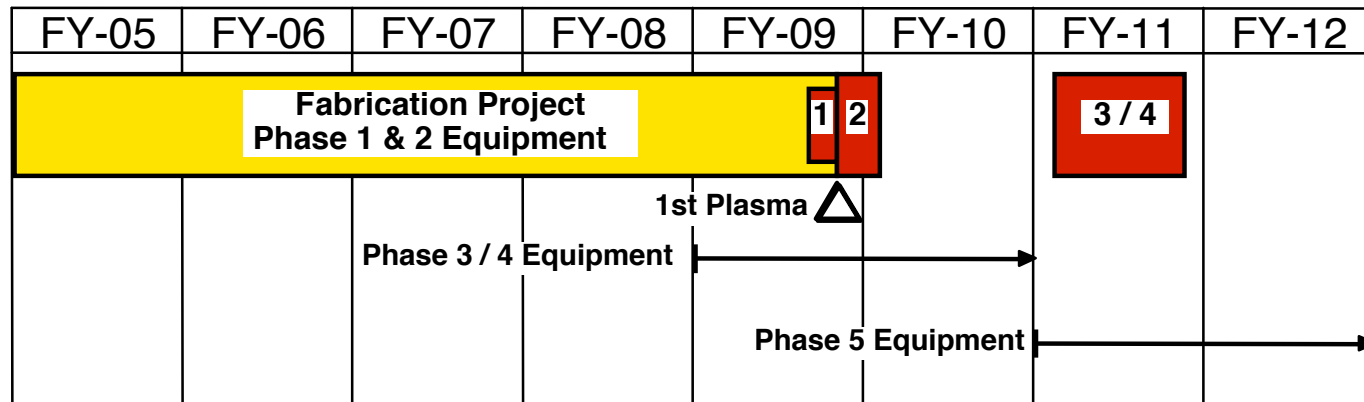 FY-05 FY-06 FY-07 FY-08 FY-09 FY-10 FY-11 FY-12
Fabrication Project
Phase 1 & 2 Equipment
1 2
3 / 4
1st Plasma
Phase 3 / 4 Equipment
Phase 5 Equipment